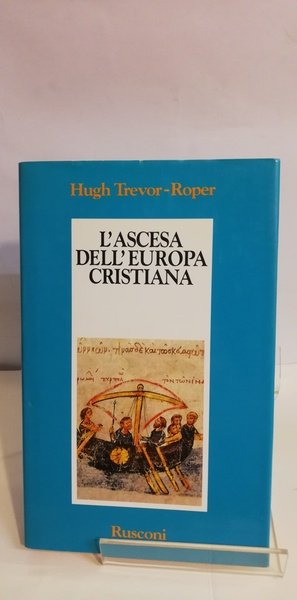 Hugh Trevor-Roper
L'ASCESA
DELL'EUROPA
CRISTIANA
Rusconi